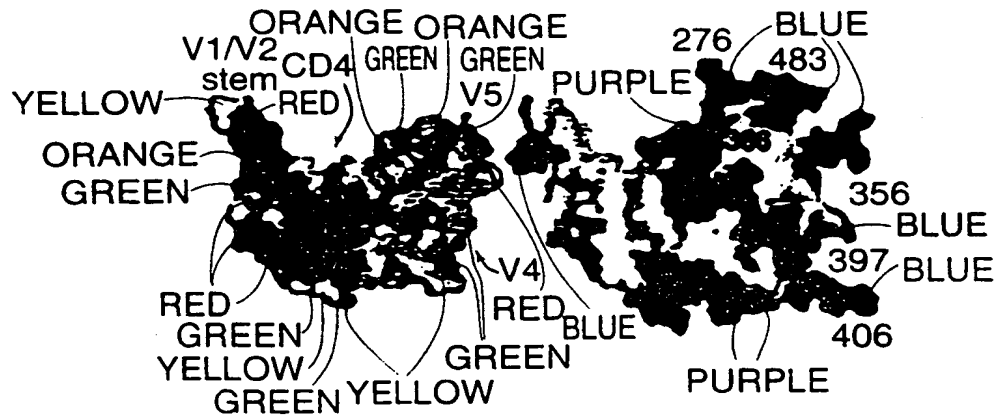 ORANGE ORANGE
V1/V2 stem CD4 GREEN GREEN
YELLOW RED V5
ORANGE
GREEN
RED
GREEN
YELLOW
GREEN
YELLOW
GREEN
V4
RED
BLUE
PURPLE
276
BLUE
483
356
BLUE
397
BLUE
406
PURPLE